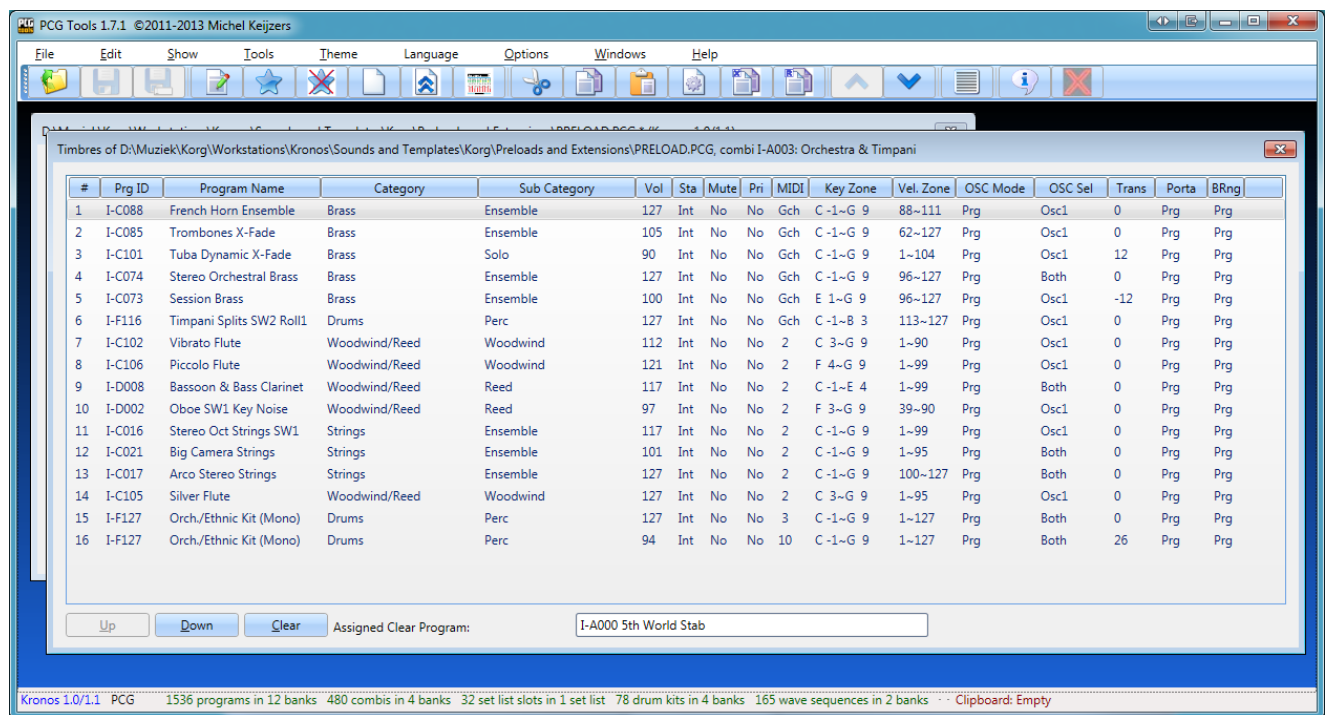 PCG Tools 1.7.1 ©2011-2013 Michel Keijzers
File Edit Show Tools Theme Language Options Windows Help
Timbres of D:\Muziek\Korg\Workstations\Kronos\Sounds and Templates\Korg\Preloads and Extensions\PRELOAD.PCG, combi I-A003: Orchestra & Timpani
# Prg ID Program Name Category Sub Category Vol Sta Mute Pri MIDI Key Zone Vel. Zone OSC Mode OSC Sel Trans Porta BRng
1 I-C088 French Horn Ensemble Brass Ensemble 127 Int No No Gch C -1~G 9 88~111 Prg Osc1 0 Prg Prg
2 I-C085 Trombones X-Fade Brass Ensemble 105 Int No No Gch C -1~G 9 62~127 Prg Osc1 0 Prg Prg
3 I-C101 Tuba Dynamic X-Fade Brass Solo 90 Int No No Gch C -1~G 9 1~104 Prg Osc1 12 Prg Prg
4 I-C074 Stereo Orchestral Brass Brass Ensemble 127 Int No No Gch C -1~G 9 96~127 Prg Both 0 Prg Prg
5 I-C073 Session Brass Brass Ensemble 100 Int No No Gch E 1~G 9 96~127 Prg Osc1 -12 Prg Prg
6 I-F116 Timpani Splits SW2 Roll1 Drums Perc 127 Int No No Gch C -1~B 3 113~127 Prg Osc1 0 Prg Prg
7 I-C102 Vibrato Flute Woodwind/Reed Woodwind 112 Int No No 2 C 3~G 9 1~90 Prg Osc1 0 Prg Prg
8 I-C106 Piccolo Flute Woodwind/Reed Woodwind 121 Int No No 2 F 4~G 9 1~99 Prg Osc1 0 Prg Prg
9 I-D008 Bassoon & Bass Clarinet Woodwind/Reed Reed 117 Int No No 2 C -1~E 4 1~99 Prg Both 0 Prg Prg
10 I-D002 Oboe SW1 Key Noise Woodwind/Reed Reed 97 Int No No 2 F 3~G 9 39~90 Prg Osc1 0 Prg Prg
11 I-C016 Stereo Oct Strings SW1 Strings Ensemble 117 Int No No 2 C -1~G 9 1~99 Prg Osc1 0 Prg Prg
12 I-C021 Big Camera Strings Strings Ensemble 101 Int No No 2 C -1~G 9 1~95 Prg Both 0 Prg Prg
13 I-C017 Arco Stereo Strings Strings Ensemble 127 Int No No 2 C -1~G 9 100~127 Prg Both 0 Prg Prg
14 I-C105 Silver Flute Woodwind/Reed Woodwind 127 Int No No 2 C 3~G 9 1~95 Prg Osc1 0 Prg Prg
15 I-F127 Orch./Ethnic Kit (Mono) Drums Perc 127 Int No No 3 C -1~G 9 1~127 Prg Both 0 Prg Prg
16 I-F127 Orch./Ethnic Kit (Mono) Drums Perc 94 Int No No 10 C -1~G 9 1~127 Prg Both 26 Prg Prg
Up Down Clear Assigned Clear Program: I-A000 5th World Stab
Kronos 1.0/1.1 PCG 1536 programs in 12 banks 480 combis in 4 banks 32 set list slots in 1 set list 78 drum kits in 4 banks 165 wave sequences in 2 banks - - Clipboard: Empty